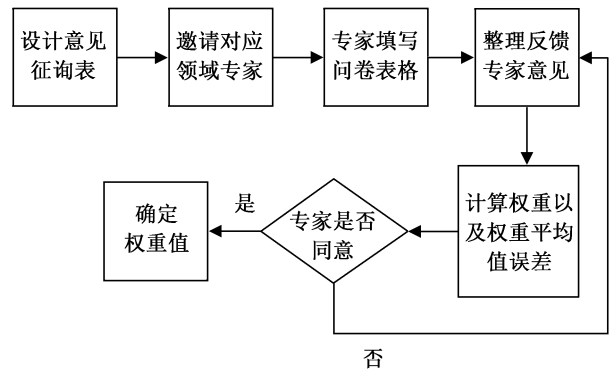 设计意见
征询表
邀请对应
领域专家
专家填写
问卷表格
整理反馈
专家意见
计算权重以
及权重平均
值误差
专家是否
同意
是
确定
权重值
否